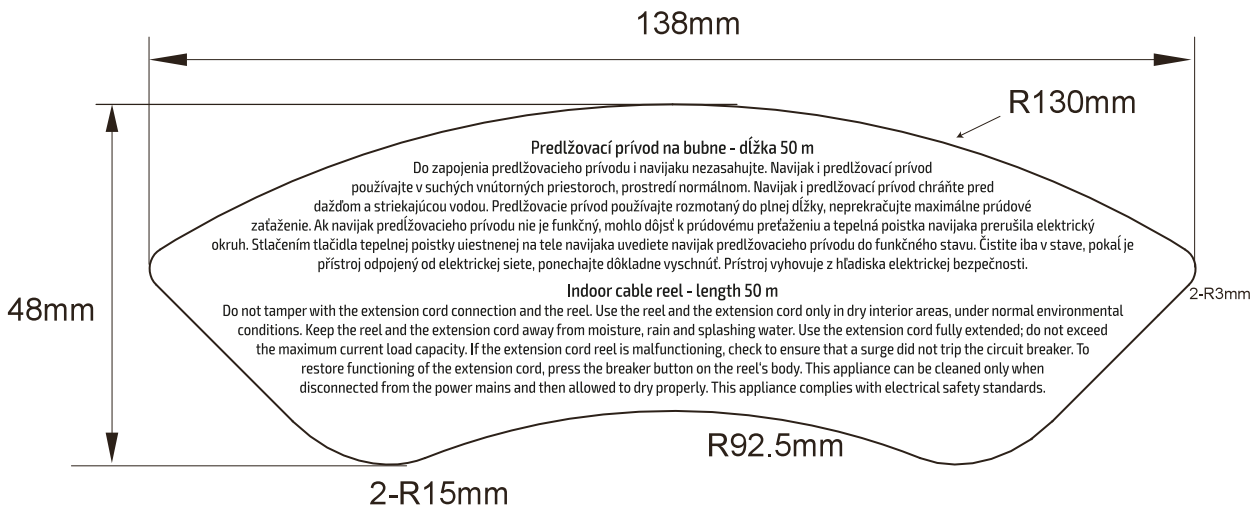 138mm
R130mm
Predlžovací prívod na bubne - dĺžka 50 m
Do zapojenia predlžovacieho prívodu i navijaku nezasahujte. Navijak i predlžovací prívod
používajte v suchých vnútorných priestoroch, prostredí normálnom. Navijak i predlžovací prívod chráňte pred
dažďom a striekajúcou vodou. Predlžovacie prívod používajte rozmotaný do plnej dĺžky, neprekračujte maximálne prúdové
zaťaženie. Ak navijak predĺžovacieho prívodu nie je funkčný, mohlo dôjsť k prúdovému preťaženiu a tepelná poistka navijaka prerušila elektrický
okruh. Stlačením tlačidla tepelnej poistky uiestnenej na tele navijaka uvediete navijak predlžovacieho prívodu do funkčného stavu. Čistite iba v stave, pokaľ je
přístroj odpojený od elektrickej siete, ponechajte dôkladne vyschnúť. Prístroj vyhovuje z hľadiska elektrickej bezpečnosti.
Indoor cable reel - length 50 m
Do not tamper with the extension cord connection and the reel. Use the reel and the extension cord only in dry interior areas, under normal environmental
conditions. Keep the reel and the extension cord away from moisture, rain and splashing water. Use the extension cord fully extended; do not exceed
the maximum current load capacity. If the extension cord reel is malfunctioning, check to ensure that a surge did not trip the circuit breaker. To
restore functioning of the extension cord, press the breaker button on the reel's body. This appliance can be cleaned only when
disconnected from the power mains and then allowed to dry properly. This appliance complies with electrical safety standards.
2-R3mm
48mm
R92.5mm
2-R15mm